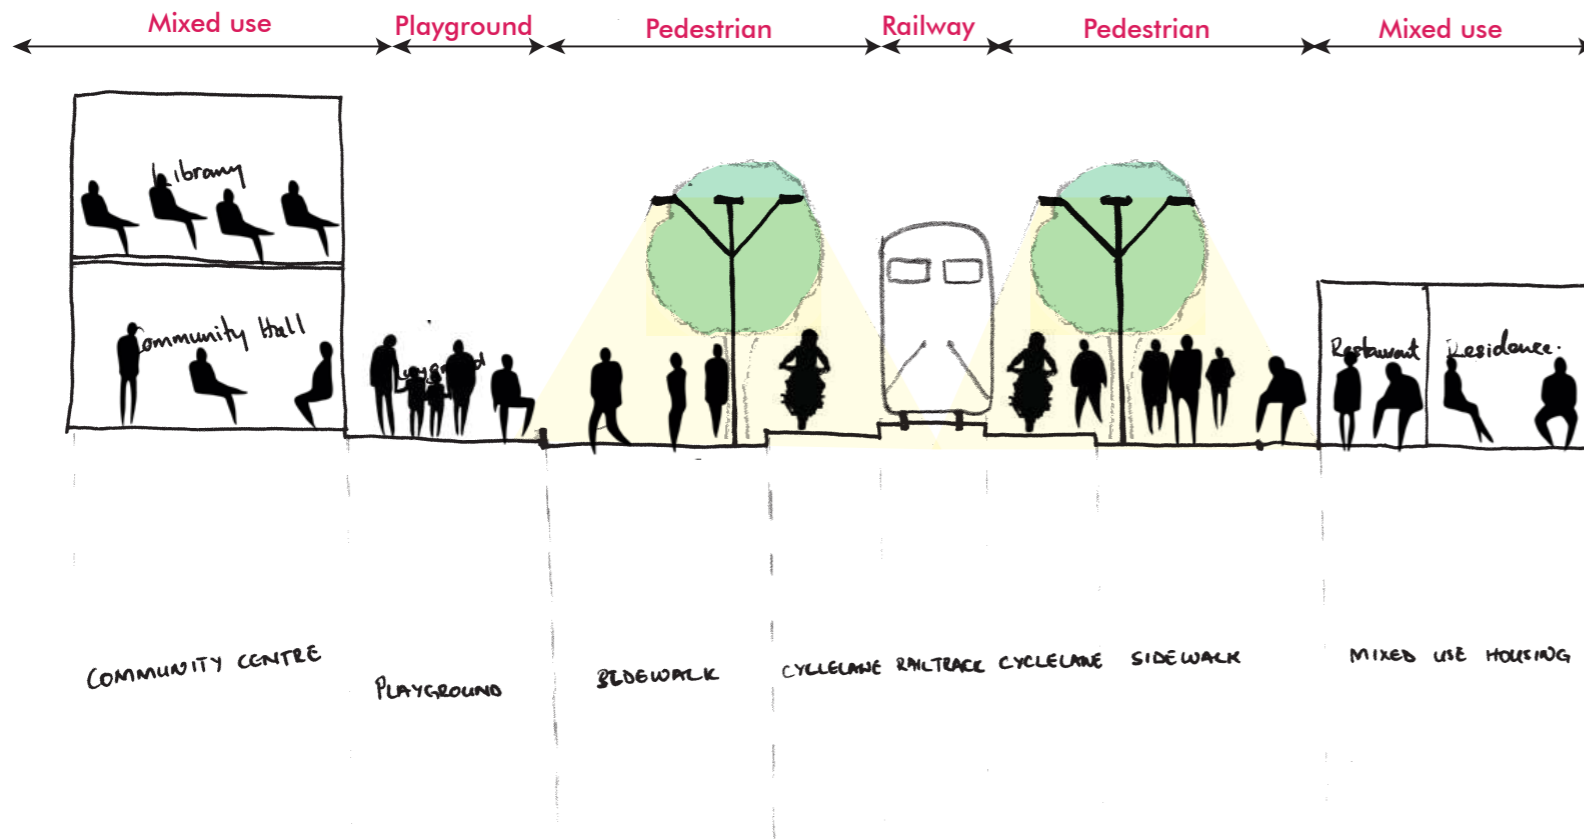 Mixed use
Playground
Pedestrian
Railway
Pedestrian
Mixed use
Library
Community Hall
Playground
Restaurant
Residence.
COMMUNITY CENTRE
PLAYGROUND
SIDEWALK
CYCLELANE
RAILTRACK
CYCLELANE
SIDEWALK
MIXED USE HOUSING